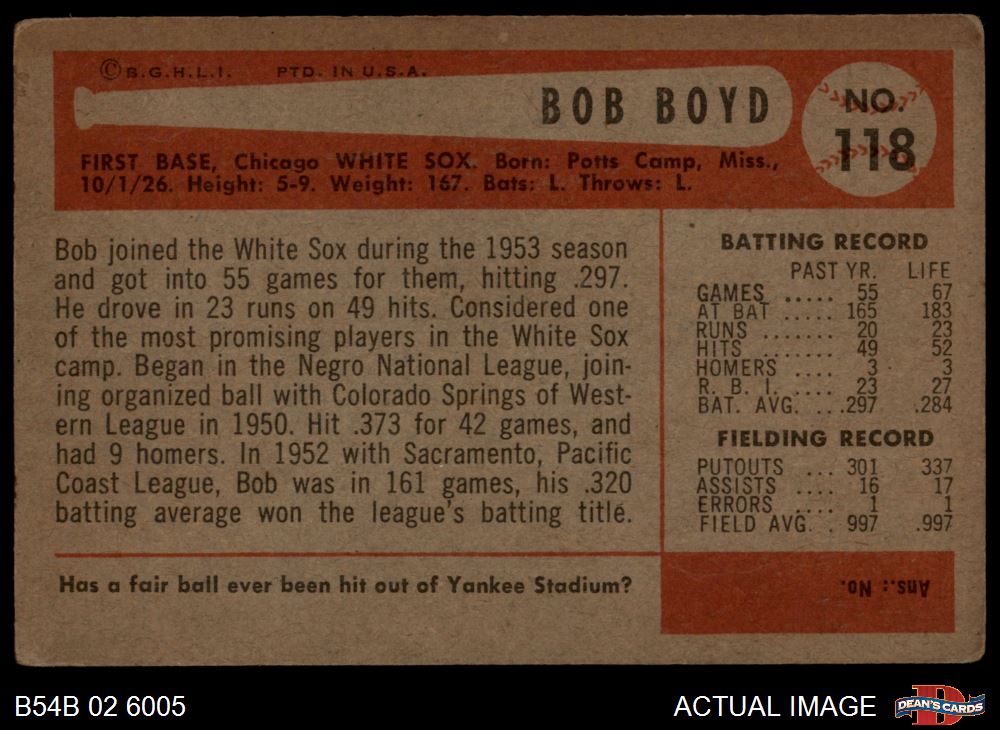 ©B.G.H.L.I. PTD. IN U.S.A.
BOB BOYD
NO.
118
FIRST BASE, Chicago WHITE SOX. Born: Potts Camp, Miss.,
10/1/26. Height: 5-9. Weight: 167. Bats: L. Throws: L.
Bob joined the White Sox during the 1953 season
and got into 55 games for them, hitting .297.
He drove in 23 runs on 49 hits. Considered one
of the most promising players in the White Sox
camp. Began in the Negro National League, join-
ing organized ball with Colorado Springs of West-
ern League in 1950. Hit .373 for 42 games, and
had 9 homers. In 1952 with Sacramento, Pacific
Coast League, Bob was in 161 games, his .320
batting average won the league's batting title.
BATTING RECORD
PAST YR. LIFE
GAMES ..... 55 67
AT BAT ..... 165 183
RUNS ....... 20 23
HITS ....... 49 52
HOMERS .... 3 3
R. B. I. .... 23 27
BAT. AVG. ... .297 .284
FIELDING RECORD
PUTOUTS ... 301 337
ASSISTS .... 16 17
ERRORS .... 1 1
FIELD AVG. . 997 .997
Has a fair ball ever been hit out of Yankee Stadium?
Ans.: No.
B54B 02 6005
ACTUAL IMAGE
D
DEAN'S CARDS